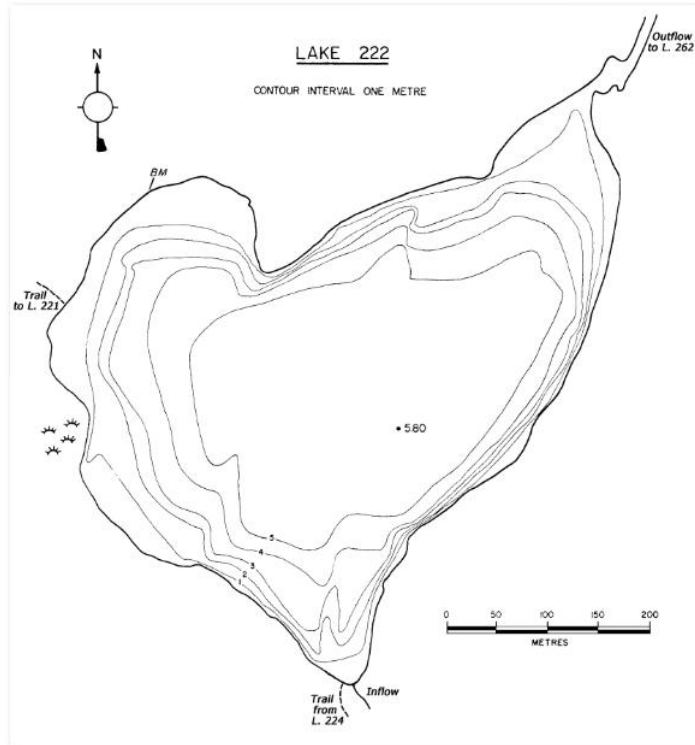 Outflow
to L. 262
LAKE 222
N
CONTOUR INTERVAL ONE METRE
BM
Trail
to L. 221
5.80
5
4
3
2
1
0 50 100 150 200
METRES
Inflow
Trail
from
L. 224